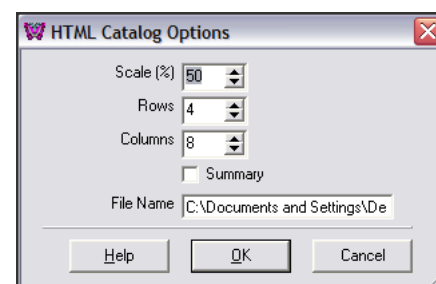 HTML Catalog Options
Scale (%) 50
Rows 4
Columns 8
Summary
File Name C:\Documents and Settings\De
Help OK Cancel